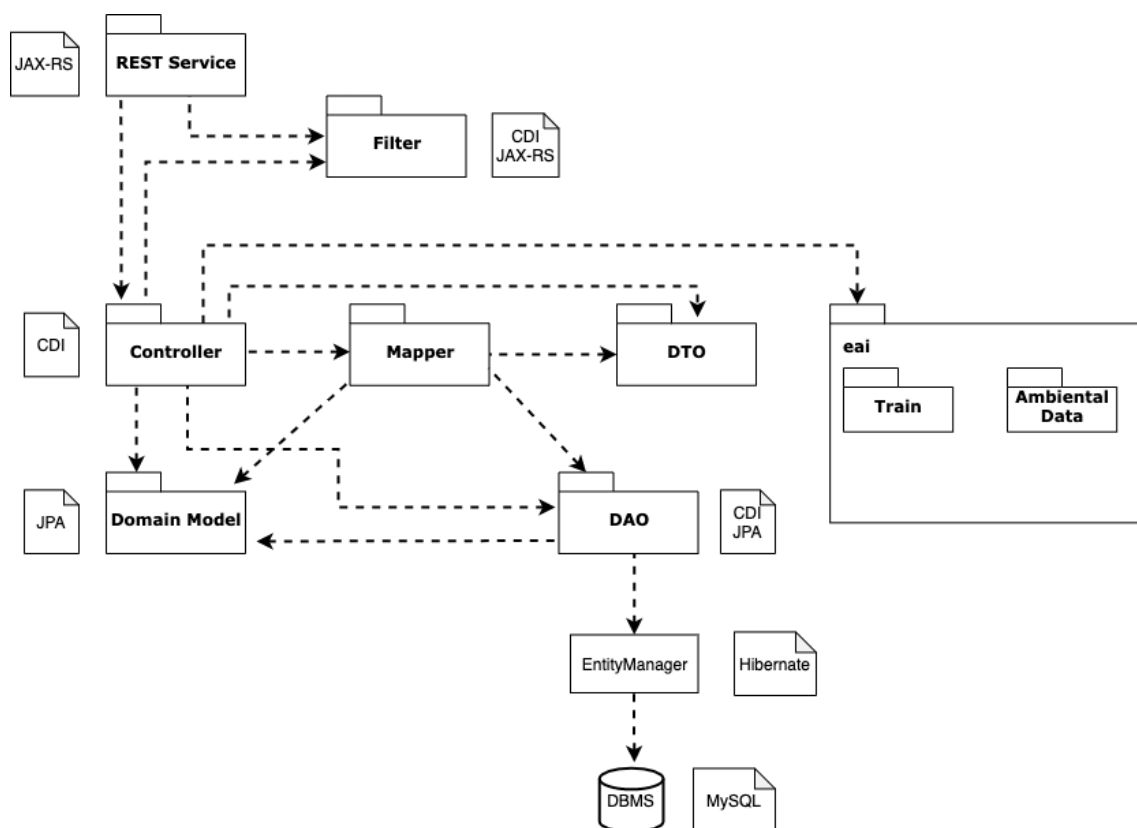 JAX-RS
REST Service
Filter
CDI
JAX-RS
CDI
Controller
Mapper
DTO
eai
Train
Ambiental
Data
JPA
Domain Model
DAO
CDI
JPA
EntityManager
Hibernate
DBMS
MySQL